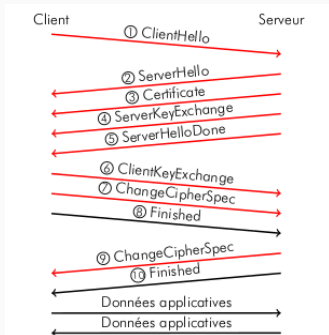 Client Serveur
① ClientHello
② ServerHello
③ Certificate
④ ServerKeyExchange
⑤ ServerHelloDone
⑥ ClientKeyExchange
⑦ ChangeCipherSpec
⑧ Finished
⑨ ChangeCipherSpec
⑩ Finished
Données applicatives
Données applicatives